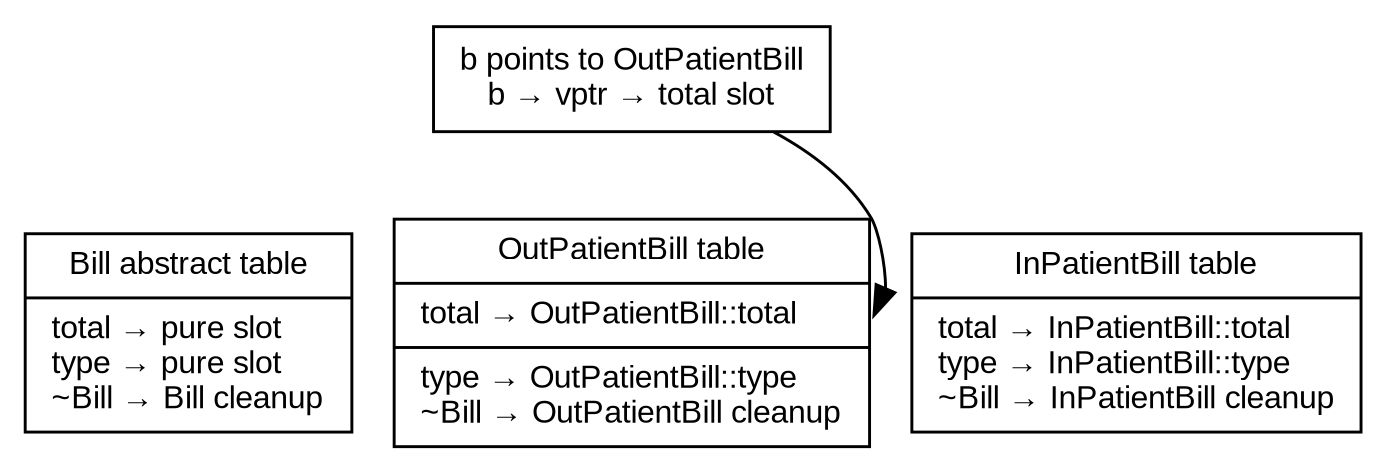 b points to OutPatientBill
b → vptr → total slot
Bill abstract table
total → pure slot
type → pure slot
~Bill → Bill cleanup
OutPatientBill table
total → OutPatientBill::total
type → OutPatientBill::type
~Bill → OutPatientBill cleanup
InPatientBill table
total → InPatientBill::total
type → InPatientBill::type
~Bill → InPatientBill cleanup